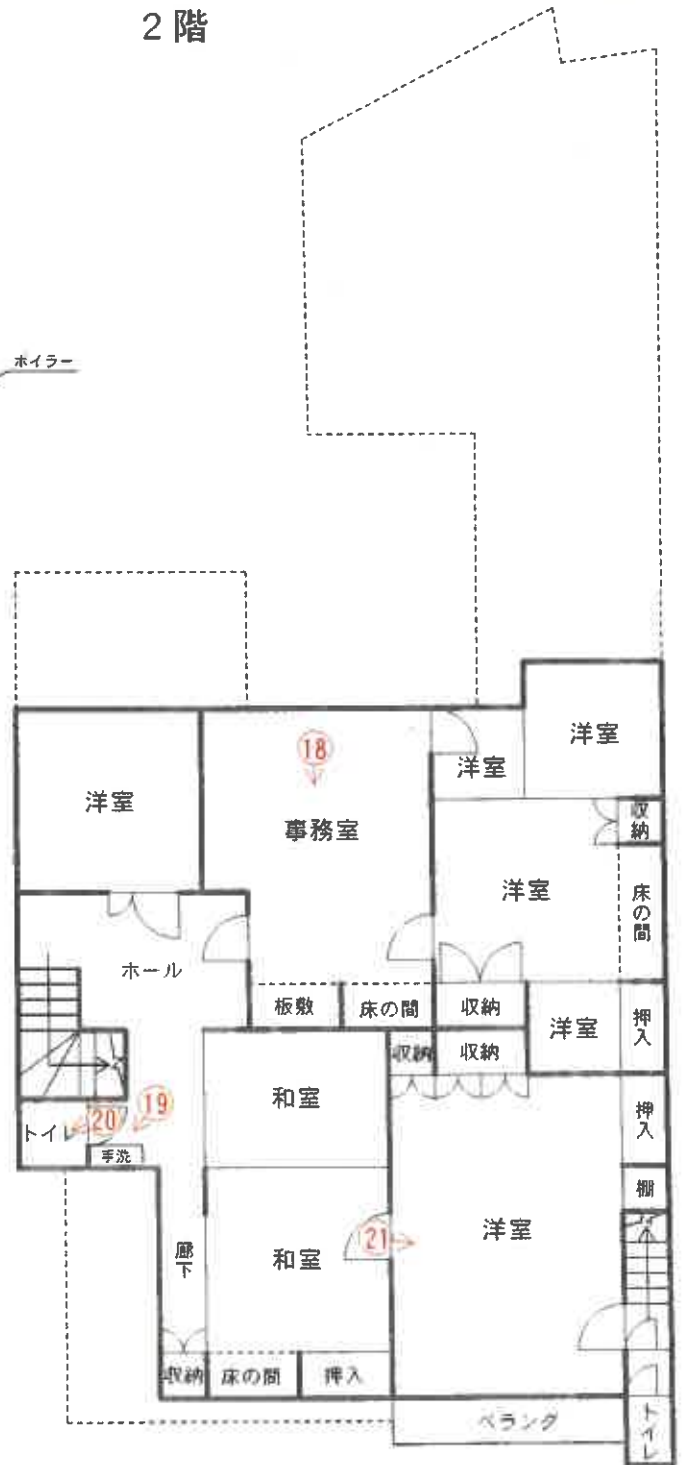 2階
ホイラー
洋室
⑱
事務室
洋室
洋室
収納
洋室
床の間
ホール
板敷
床の間
収納
洋室
押入
収納
収納
和室
押入
トイレ
⑳
⑲
手洗
棚
廊下
和室
㉑
洋室
収納
床の間
押入
ベランダ
トイレ